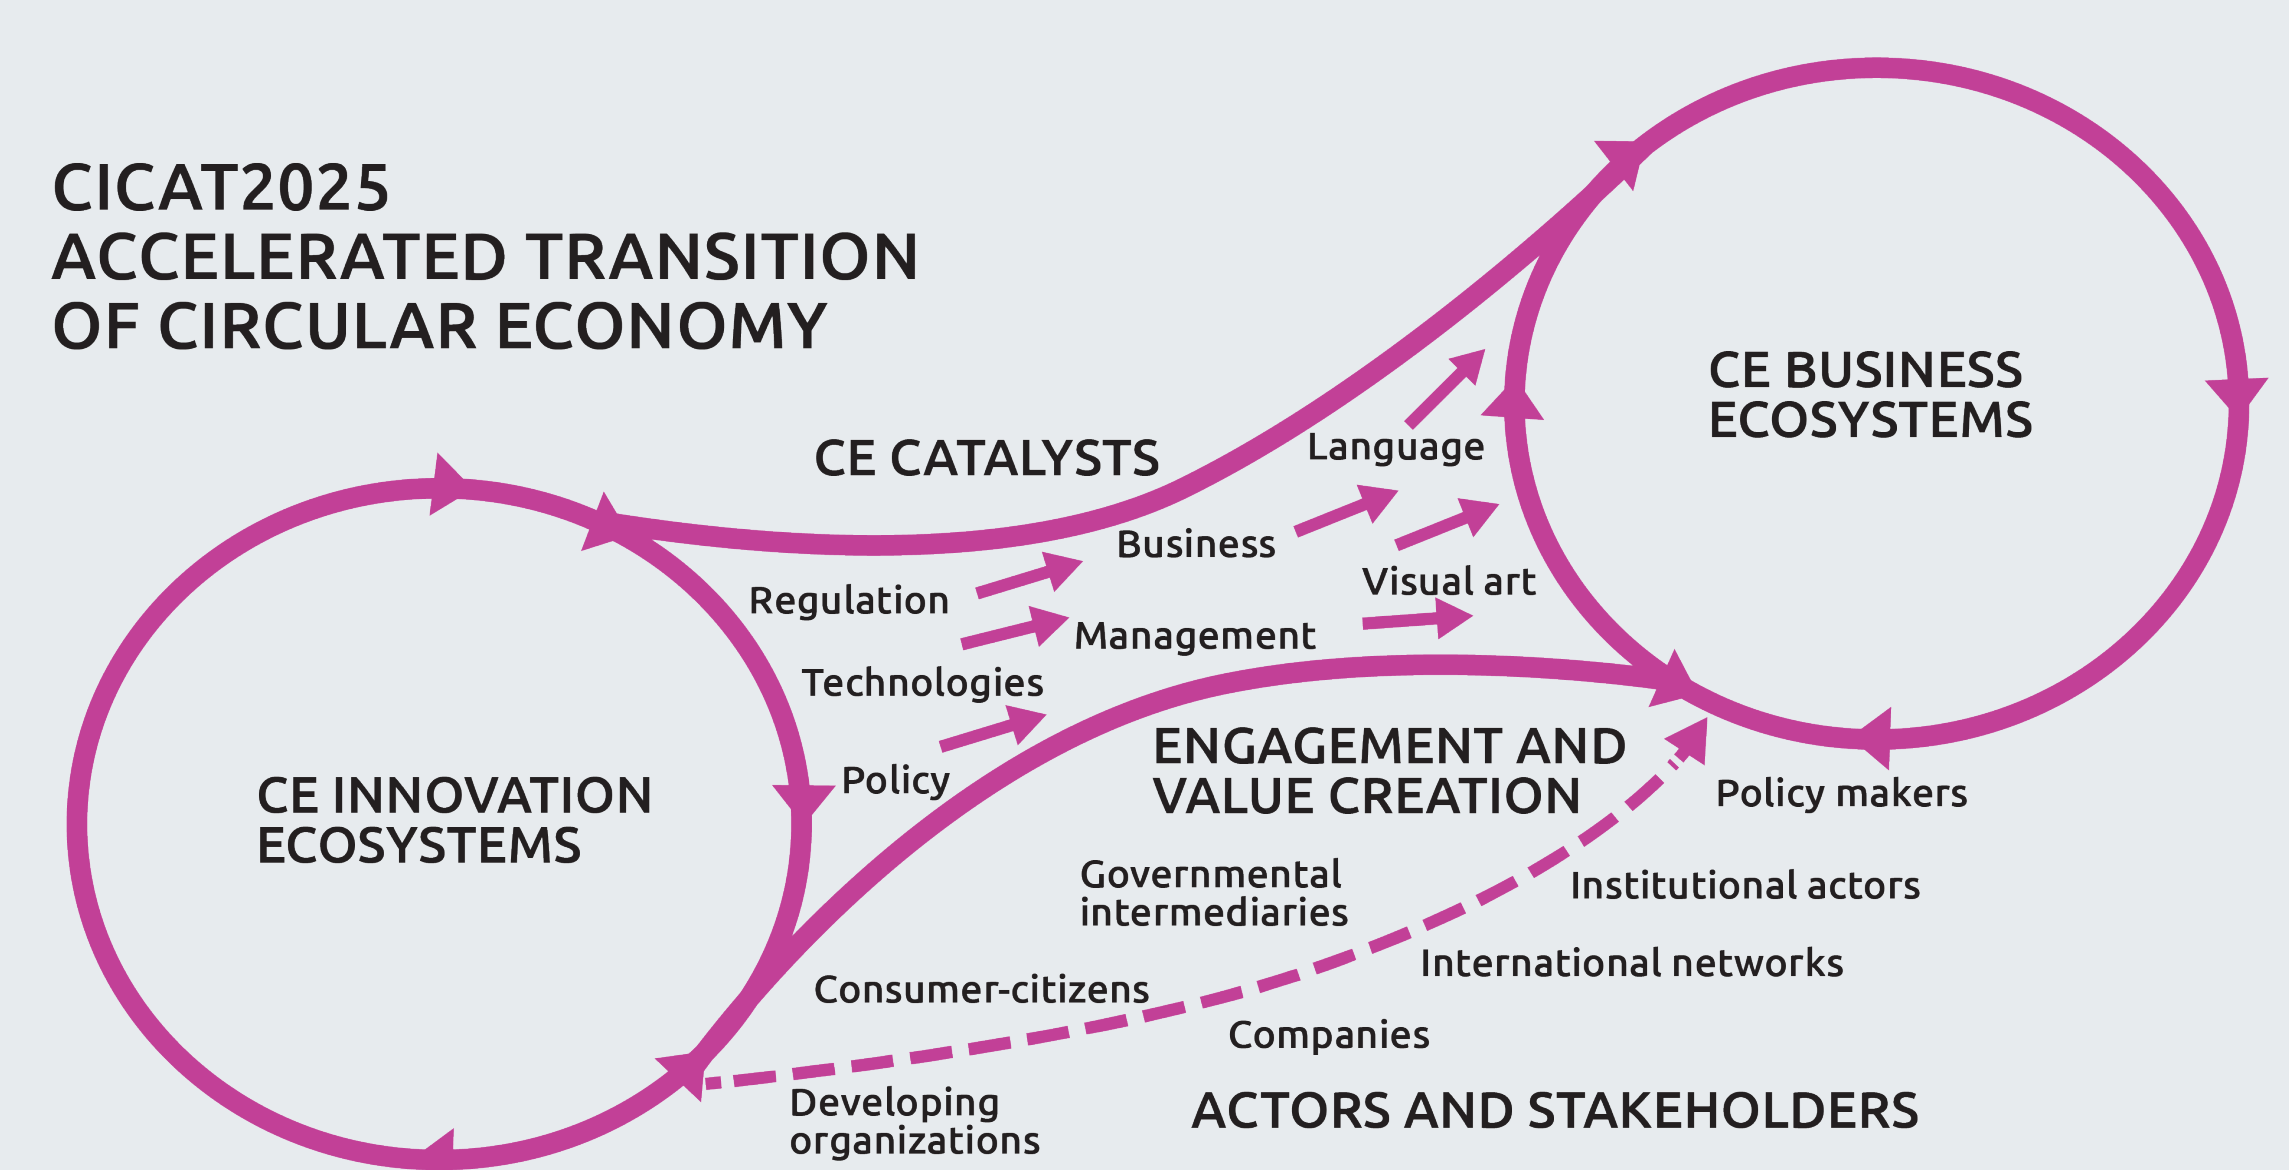 CICAT2025
ACCELERATED TRANSITION
OF CIRCULAR ECONOMY
CE BUSINESS
ECOSYSTEMS
CE CATALYSTS
Language
Business
Visual art
Regulation
Management
Technologies
Policy
CE INNOVATION
ECOSYSTEMS
ENGAGEMENT AND
VALUE CREATION
Policy makers
Governmental
intermediaries
Institutional actors
International networks
Consumer-citizens
Companies
Developing
organizations
ACTORS AND STAKEHOLDERS